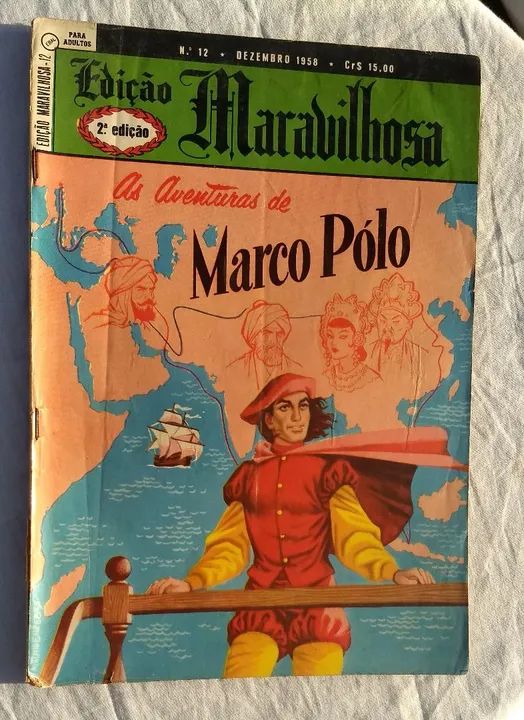 PARA
ADULTOS
EDIÇÃO MARAVILHOSA - 12
N.º 12 ★ DEZEMBRO 1958 ★ Cr$ 15,00
Edição
Maravilhosa
2.ª edição
As Aventuras de
Marco Pólo